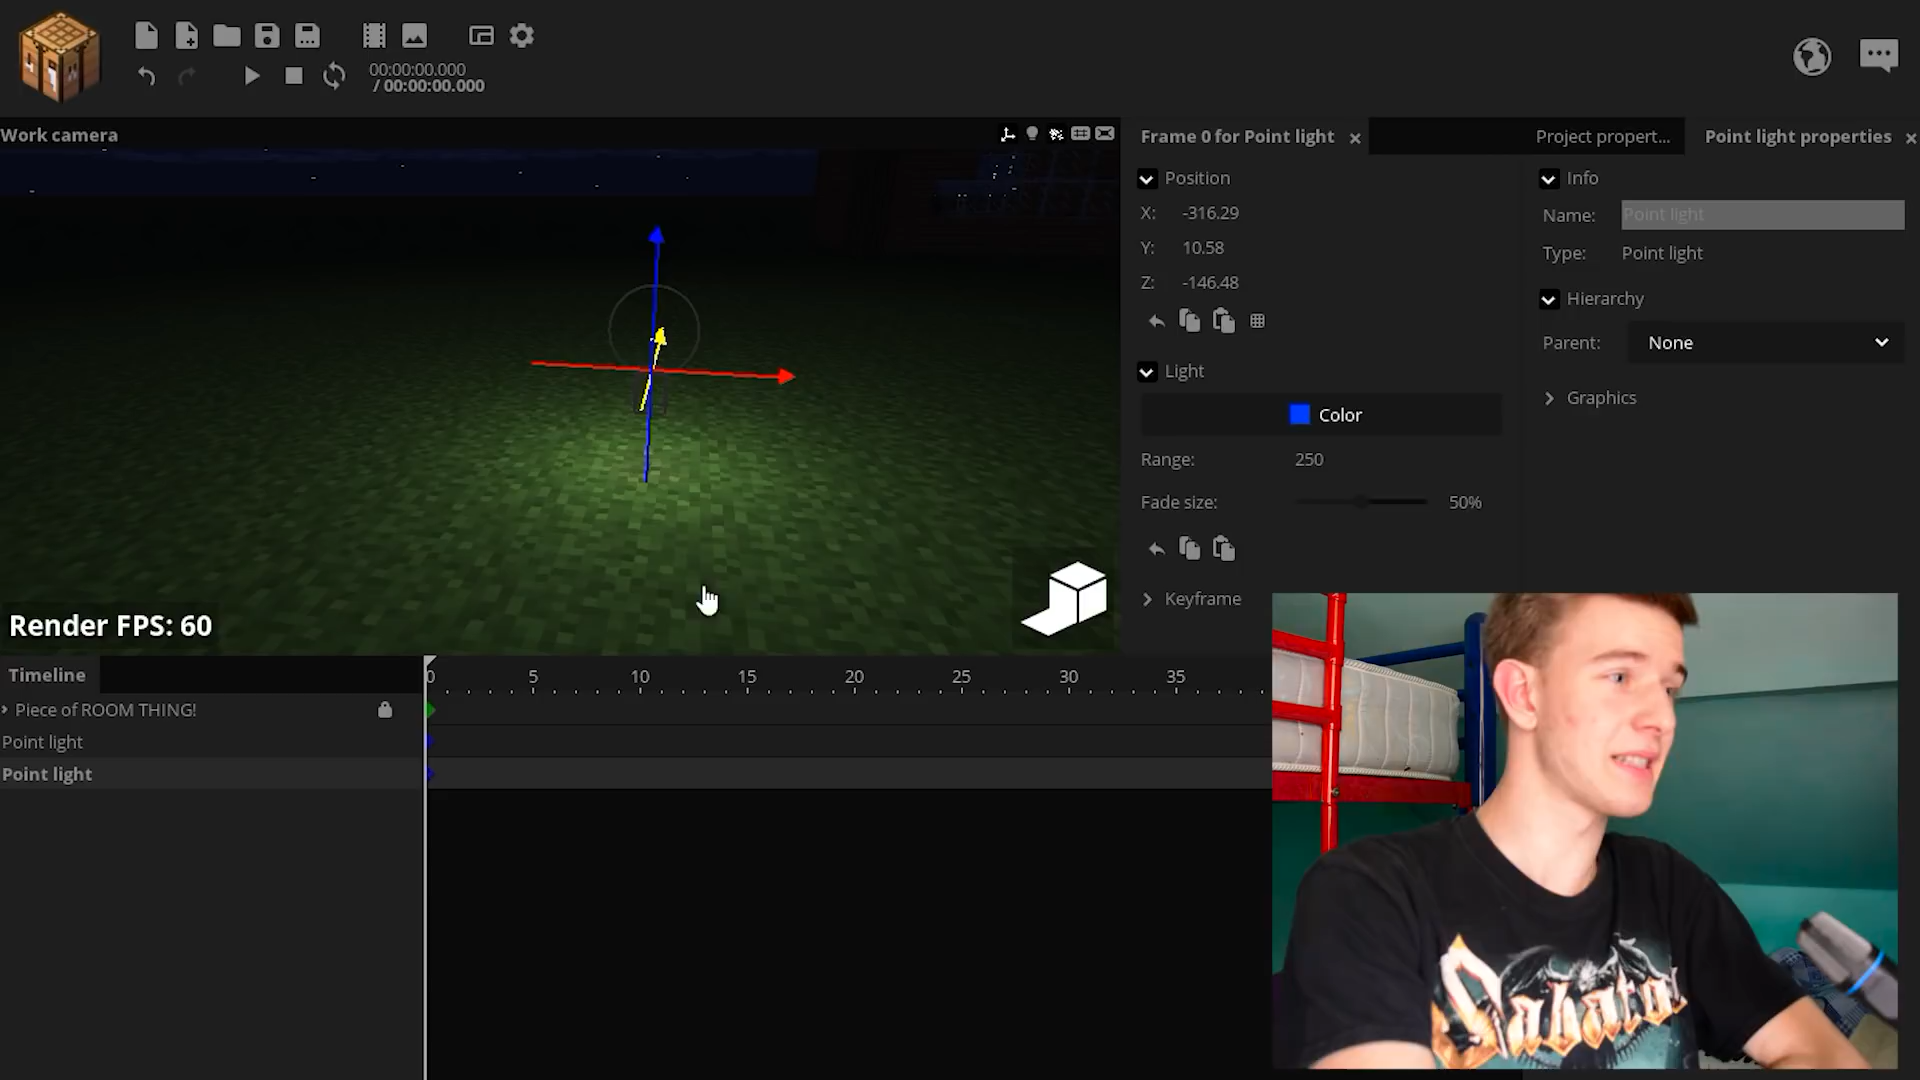 00:00:00.000
/ 00:00:00.000
Work camera
Frame 0 for Point light
Project propert...
Point light properties
Position
X: -316.29
Y: 10.58
Z: -146.48
Light
Color
Range: 250
Fade size: 50%
Keyframe
Info
Name: Point light
Type: Point light
Hierarchy
Parent: None
Graphics
Render FPS: 60
Timeline
0 5 10 15 20 25 30 35
Piece of ROOM THING!
Point light
Point light
Sabaton